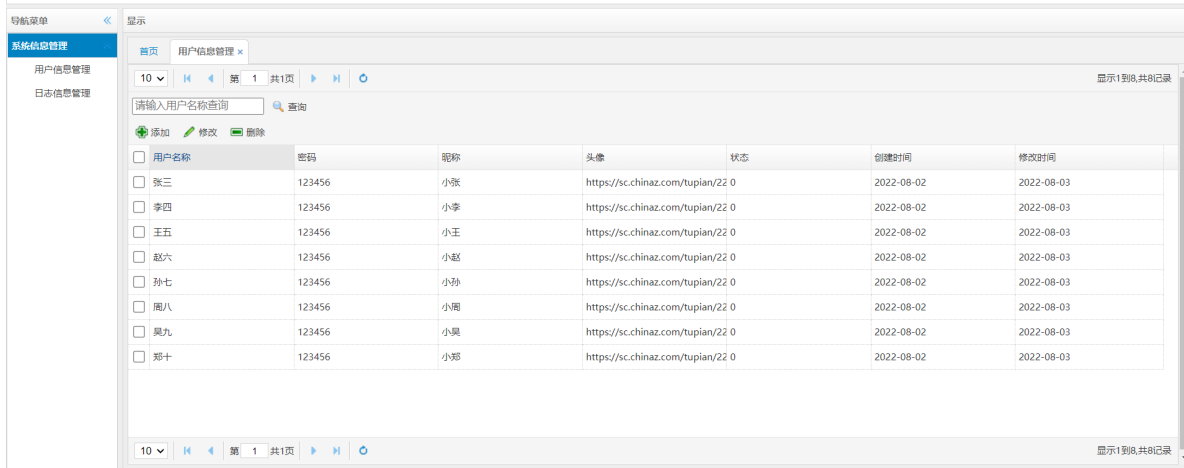 导航菜单 显示
系统信息管理
用户信息管理
日志信息管理
首页 用户信息管理 ×
10 第 1 共1页 显示1到8,共8记录
请输入用户名称查询 查询
添加 修改 删除
用户名称 密码 昵称 头像 状态 创建时间 修改时间
张三 123456 小张 https://sc.chinaz.com/tupian/22 0 2022-08-02 2022-08-03
李四 123456 小李 https://sc.chinaz.com/tupian/22 0 2022-08-02 2022-08-03
王五 123456 小王 https://sc.chinaz.com/tupian/22 0 2022-08-02 2022-08-03
赵六 123456 小赵 https://sc.chinaz.com/tupian/22 0 2022-08-02 2022-08-03
孙七 123456 小孙 https://sc.chinaz.com/tupian/22 0 2022-08-02 2022-08-03
周八 123456 小周 https://sc.chinaz.com/tupian/22 0 2022-08-02 2022-08-03
吴九 123456 小吴 https://sc.chinaz.com/tupian/22 0 2022-08-02 2022-08-03
郑十 123456 小郑 https://sc.chinaz.com/tupian/22 0 2022-08-02 2022-08-03
10 第 1 共1页 显示1到8,共8记录